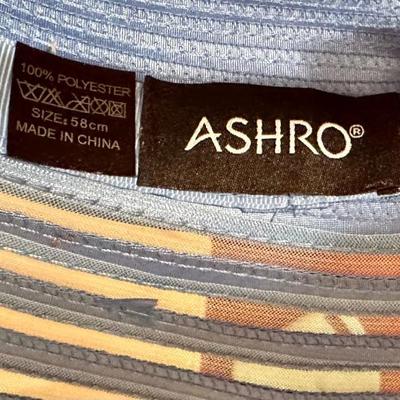 100% POLYESTER
SIZE: 58cm
MADE IN CHINA
ASHRO®